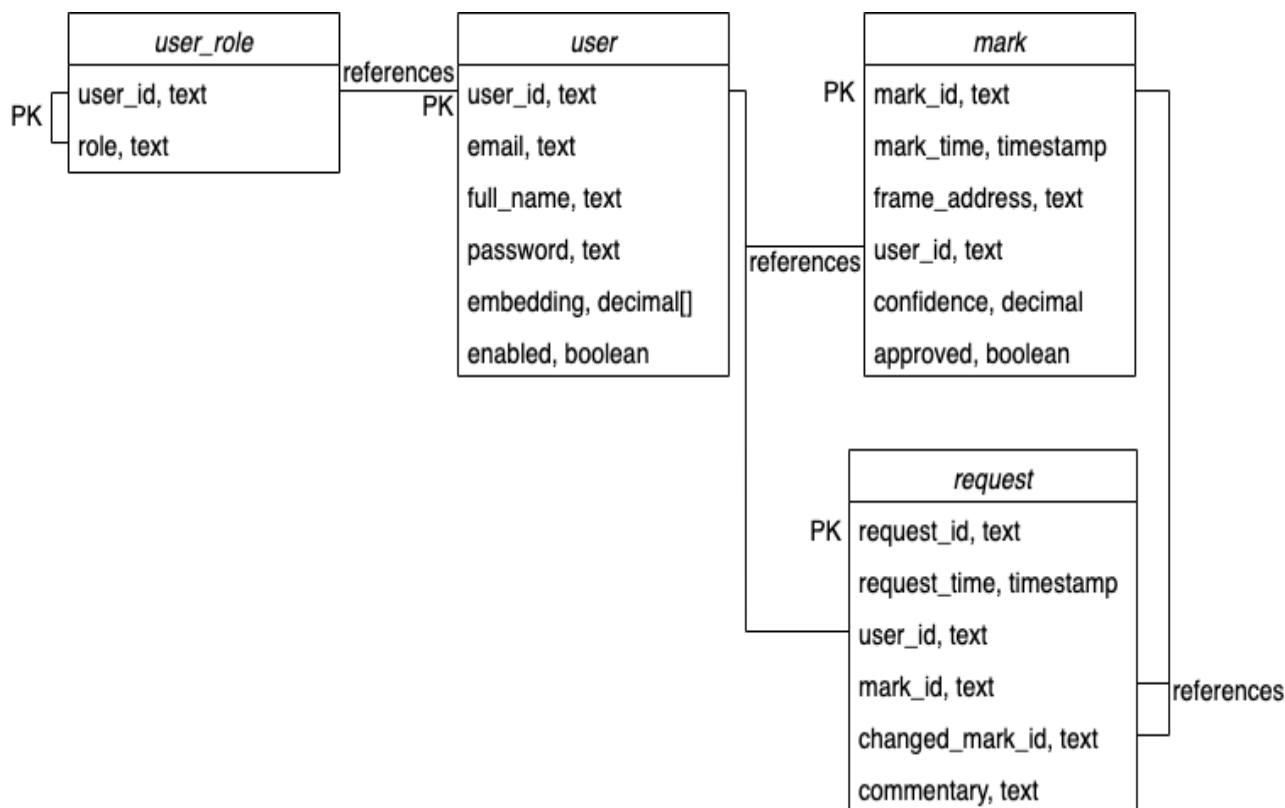 user_role
PK
user_id, text
role, text
references
PK
user
user_id, text
email, text
full_name, text
password, text
embedding, decimal[]
enabled, boolean
references
mark
PK
mark_id, text
mark_time, timestamp
frame_address, text
user_id, text
confidence, decimal
approved, boolean
request
PK
request_id, text
request_time, timestamp
user_id, text
mark_id, text
changed_mark_id, text
commentary, text
references